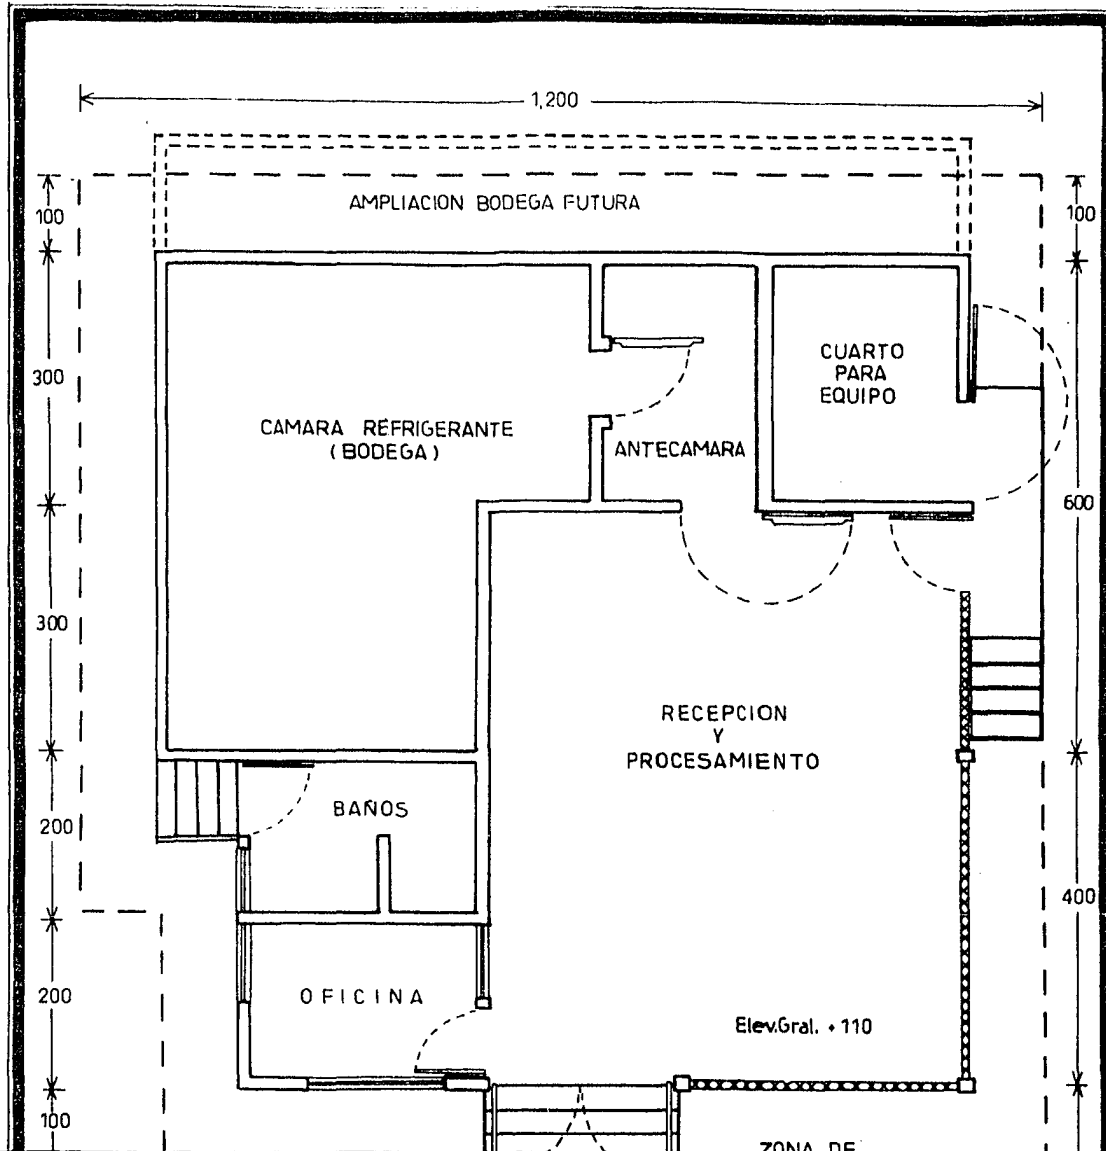 1,200
AMPLIACION BODEGA FUTURA
100
100
300
CUARTO
PARA
EQUIPO
CAMARA REFRIGERANTE
(BODEGA)
ANTECAMARA
600
300
RECEPCION
Y
PROCESAMIENTO
BAÑOS
200
400
200
OFICINA
Elev.Gral. + 110
100
ZONA DE